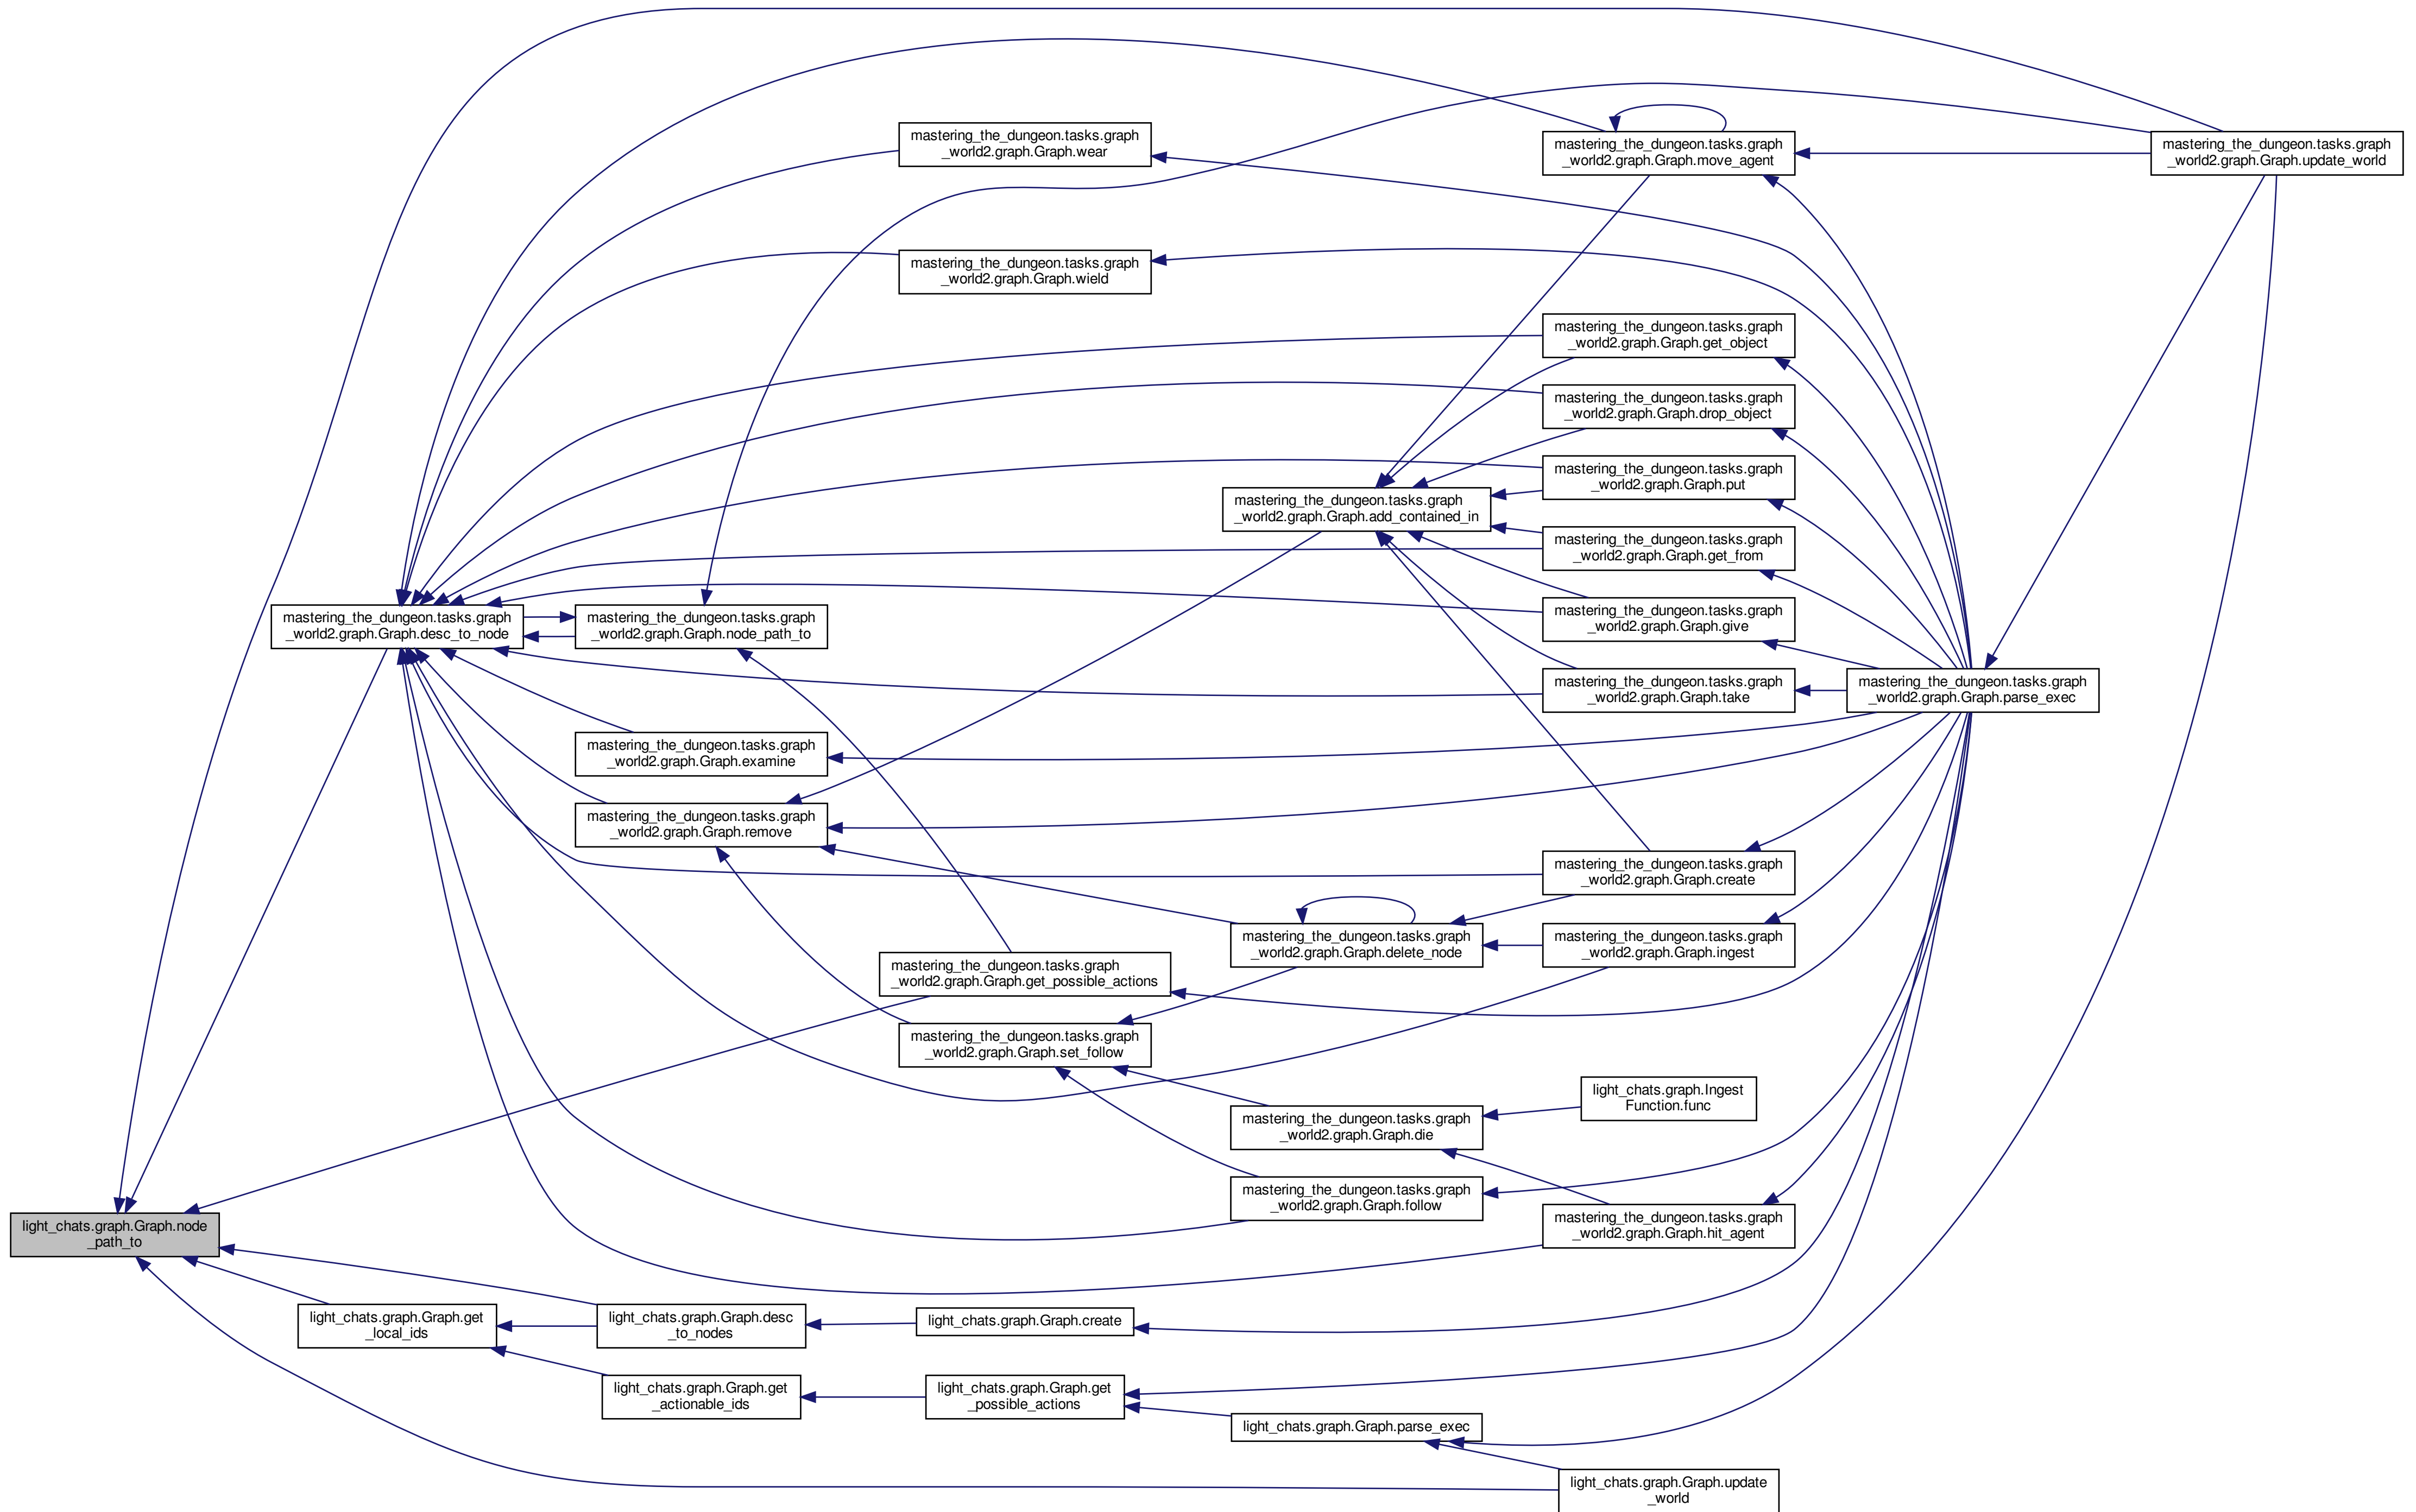 mastering_the_dungeon.tasks.graph
_world2.graph.Graph.wear
mastering_the_dungeon.tasks.graph
_world2.graph.Graph.move_agent
mastering_the_dungeon.tasks.graph
_world2.graph.Graph.update_world
mastering_the_dungeon.tasks.graph
_world2.graph.Graph.wield
mastering_the_dungeon.tasks.graph
_world2.graph.Graph.get_object
mastering_the_dungeon.tasks.graph
_world2.graph.Graph.drop_object
mastering_the_dungeon.tasks.graph
_world2.graph.Graph.put
mastering_the_dungeon.tasks.graph
_world2.graph.Graph.add_contained_in
mastering_the_dungeon.tasks.graph
_world2.graph.Graph.get_from
mastering_the_dungeon.tasks.graph
_world2.graph.Graph.desc_to_node
mastering_the_dungeon.tasks.graph
_world2.graph.Graph.node_path_to
mastering_the_dungeon.tasks.graph
_world2.graph.Graph.give
mastering_the_dungeon.tasks.graph
_world2.graph.Graph.take
mastering_the_dungeon.tasks.graph
_world2.graph.Graph.parse_exec
mastering_the_dungeon.tasks.graph
_world2.graph.Graph.examine
mastering_the_dungeon.tasks.graph
_world2.graph.Graph.remove
mastering_the_dungeon.tasks.graph
_world2.graph.Graph.create
mastering_the_dungeon.tasks.graph
_world2.graph.Graph.delete_node
mastering_the_dungeon.tasks.graph
_world2.graph.Graph.ingest
mastering_the_dungeon.tasks.graph
_world2.graph.Graph.get_possible_actions
mastering_the_dungeon.tasks.graph
_world2.graph.Graph.set_follow
light_chats.graph.Ingest
Function.func
mastering_the_dungeon.tasks.graph
_world2.graph.Graph.die
mastering_the_dungeon.tasks.graph
_world2.graph.Graph.follow
mastering_the_dungeon.tasks.graph
_world2.graph.Graph.hit_agent
light_chats.graph.Graph.node
_path_to
light_chats.graph.Graph.get
_local_ids
light_chats.graph.Graph.desc
_to_nodes
light_chats.graph.Graph.create
light_chats.graph.Graph.get
_actionable_ids
light_chats.graph.Graph.get
_possible_actions
light_chats.graph.Graph.parse_exec
light_chats.graph.Graph.update
_world